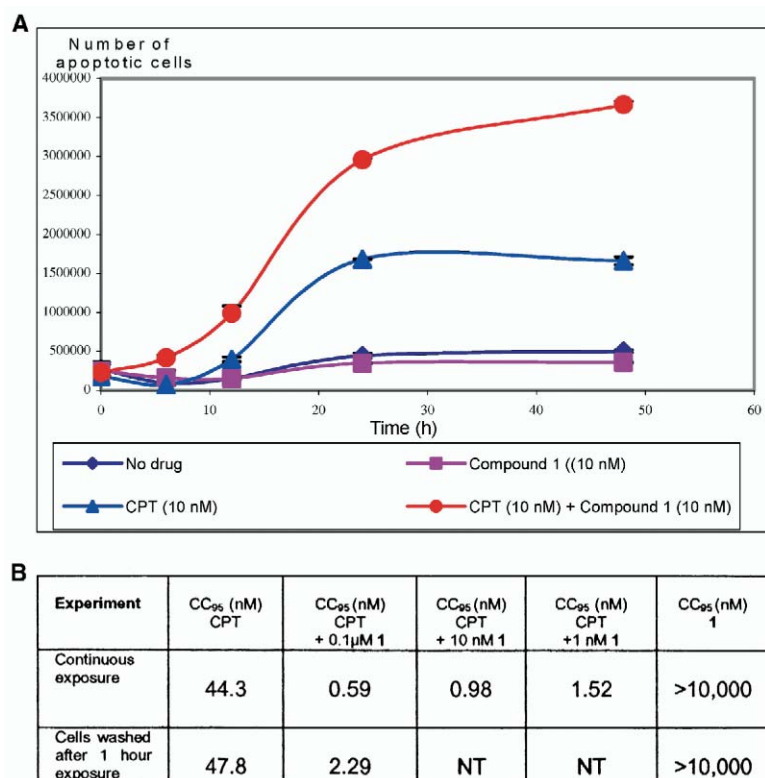 A
Number of
apoptotic cells
4000000
3500000
3000000
2500000
2000000
1500000
1000000
500000
0
0 10 20 30 40 50 60
Time (h)
No drug Compound 1 ((10 nM)
CPT (10 nM) CPT (10 nM) + Compound 1 (10 nM)
B
Experiment CC₉₅ (nM) CC₉₅ (nM) CC₉₅ (nM) CC₉₅ (nM) CC₉₅ (nM)
CPT CPT CPT CPT 1
+ 0.1µM 1 + 10 nM 1 +1 nM 1
Continuous
exposure 44.3 0.59 0.98 1.52 >10,000
Cells washed
after 1 hour
exposure 47.8 2.29 NT NT >10,000